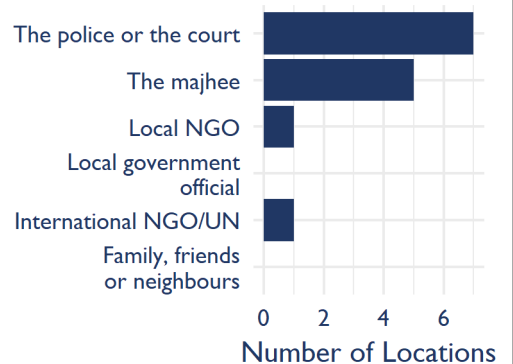 The police or the court
The majhee
Local NGO
Local government
official
International NGO/UN
Family, friends
or neighbours
0 2 4 6
Number of Locations